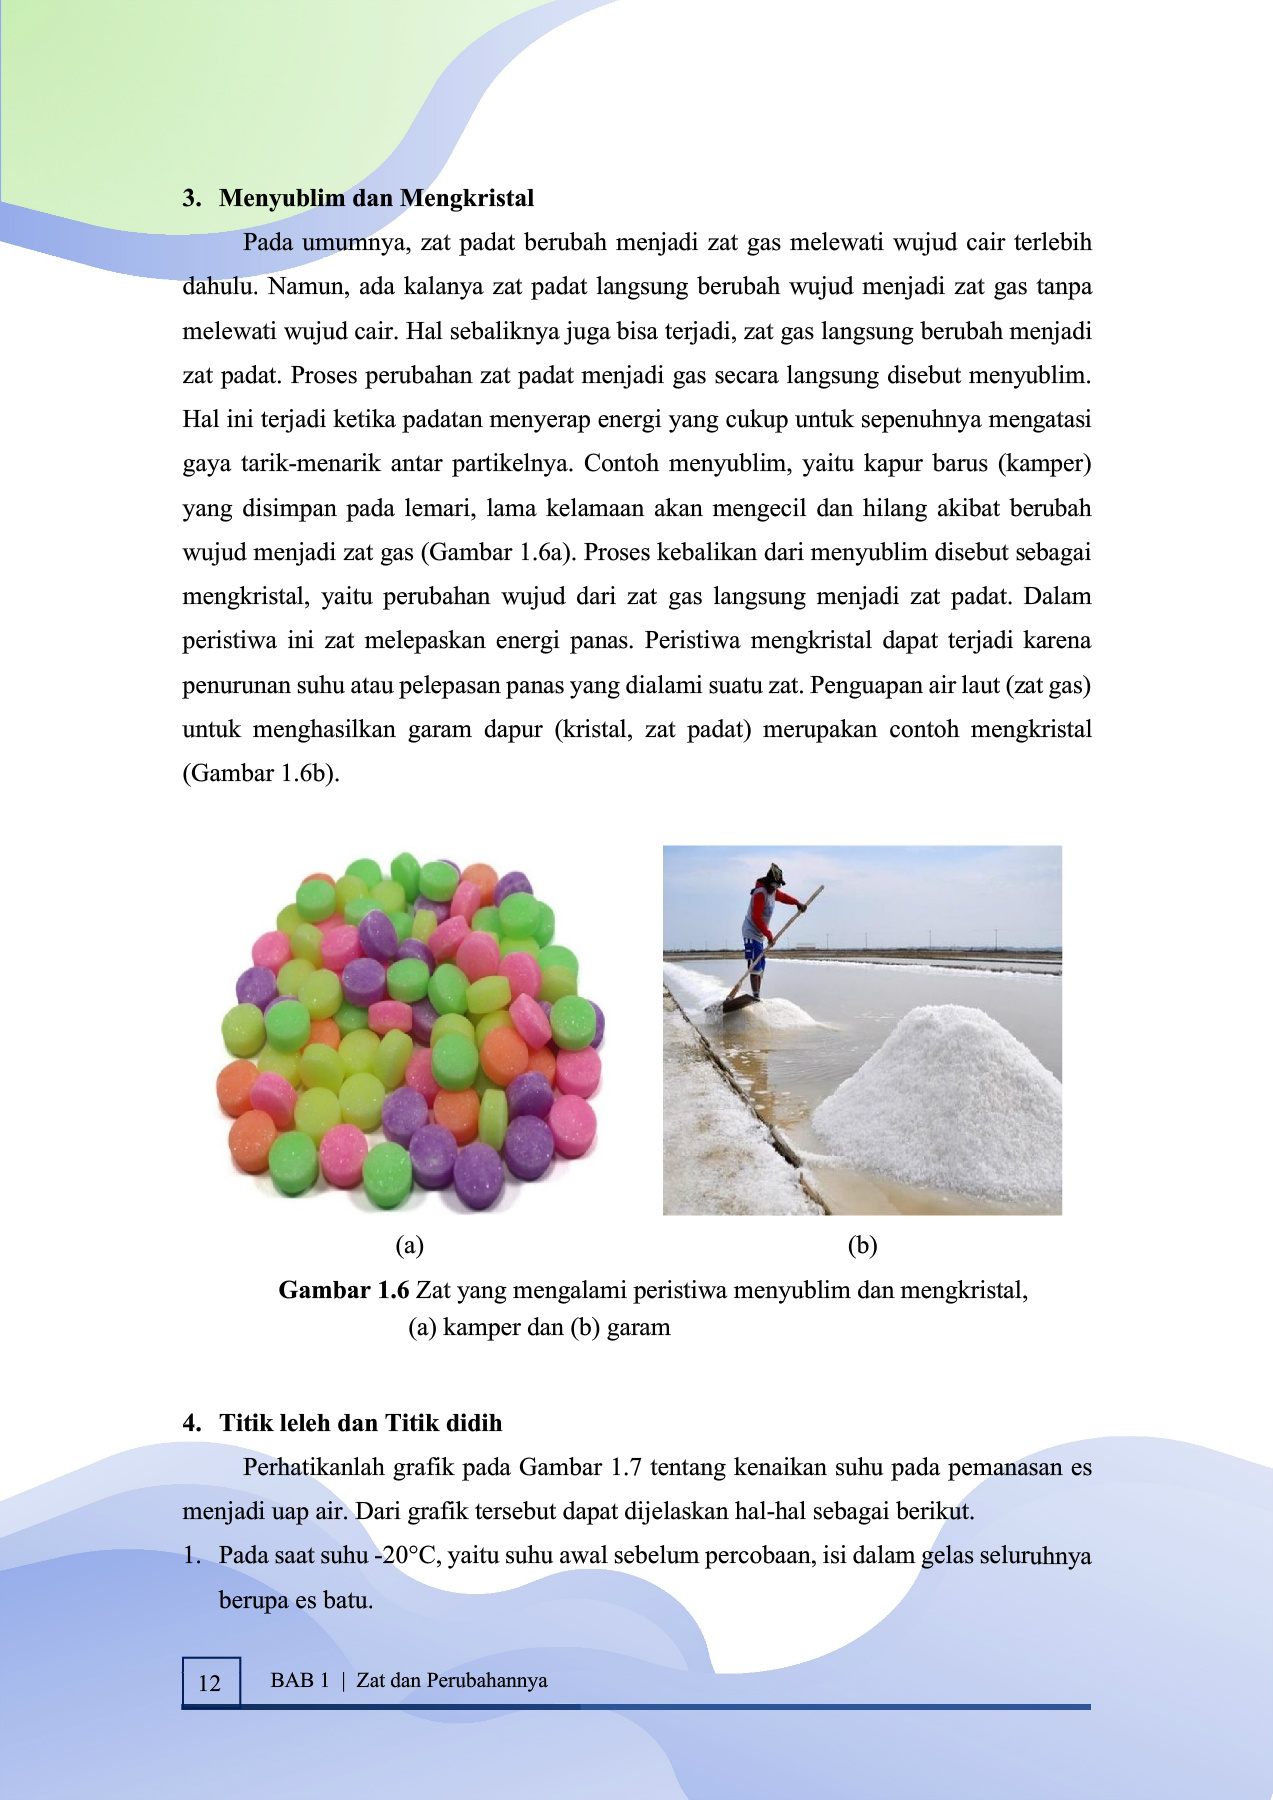 3. Menyublim dan Mengkristal
Pada umumnya, zat padat berubah menjadi zat gas melewati wujud cair terlebih
dahulu. Namun, ada kalanya zat padat langsung berubah wujud menjadi zat gas tanpa
melewati wujud cair. Hal sebaliknya juga bisa terjadi, zat gas langsung berubah menjadi
zat padat. Proses perubahan zat padat menjadi gas secara langsung disebut menyublim.
Hal ini terjadi ketika padatan menyerap energi yang cukup untuk sepenuhnya mengatasi
gaya tarik-menarik antar partikelnya. Contoh menyublim, yaitu kapur barus (kamper)
yang disimpan pada lemari, lama kelamaan akan mengecil dan hilang akibat berubah
wujud menjadi zat gas (Gambar 1.6a). Proses kebalikan dari menyublim disebut sebagai
mengkristal, yaitu perubahan wujud dari zat gas langsung menjadi zat padat. Dalam
peristiwa ini zat melepaskan energi panas. Peristiwa mengkristal dapat terjadi karena
penurunan suhu atau pelepasan panas yang dialami suatu zat. Penguapan air laut (zat gas)
untuk menghasilkan garam dapur (kristal, zat padat) merupakan contoh mengkristal
(Gambar 1.6b).
(a) (b)
Gambar 1.6 Zat yang mengalami peristiwa menyublim dan mengkristal,
(a) kamper dan (b) garam
4. Titik leleh dan Titik didih
Perhatikanlah grafik pada Gambar 1.7 tentang kenaikan suhu pada pemanasan es
menjadi uap air. Dari grafik tersebut dapat dijelaskan hal-hal sebagai berikut.
1. Pada saat suhu -20°C, yaitu suhu awal sebelum percobaan, isi dalam gelas seluruhnya
berupa es batu.
12 BAB 1 | Zat dan Perubahannya